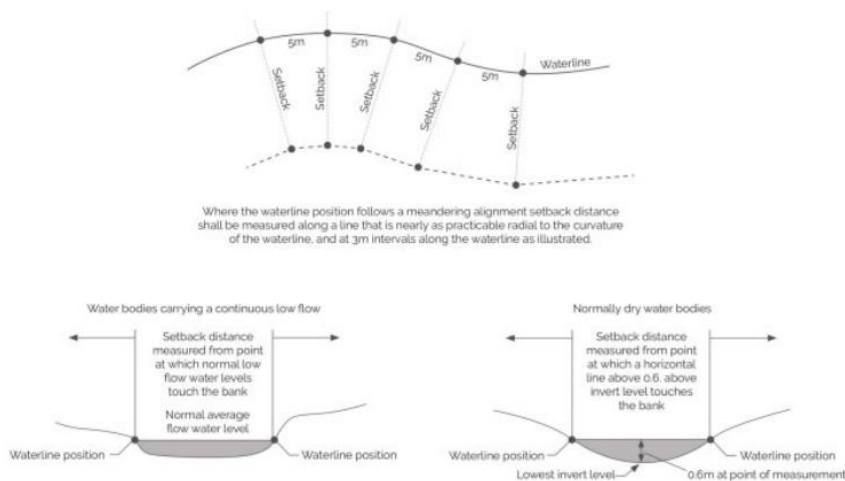 5m
5m
5m
5m
Waterline
Setback
Setback
Setback
Setback
Setback
Where the waterline position follows a meandering alignment setback distance
shall be measured along a line that is nearly as practicable radial to the curvature
of the waterline, and at 3m intervals along the waterline as illustrated.
Water bodies carrying a continuous low flow
Setback distance
measured from point
at which normal low
flow water levels
touch the bank
Normal average
flow water level
Waterline position
Waterline position
Normally dry water bodies
Setback distance
measured from point
at which a horizontal
line above 0.6, above
invert level touches
the bank
Waterline position
Waterline position
Lowest invert level
0.6m at point of measurement